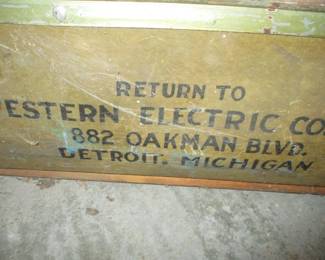 RETURN TO
ESTERN ELECTRIC CO.
882 OAKMAN BLVD.
DETROIT, MICHIGAN